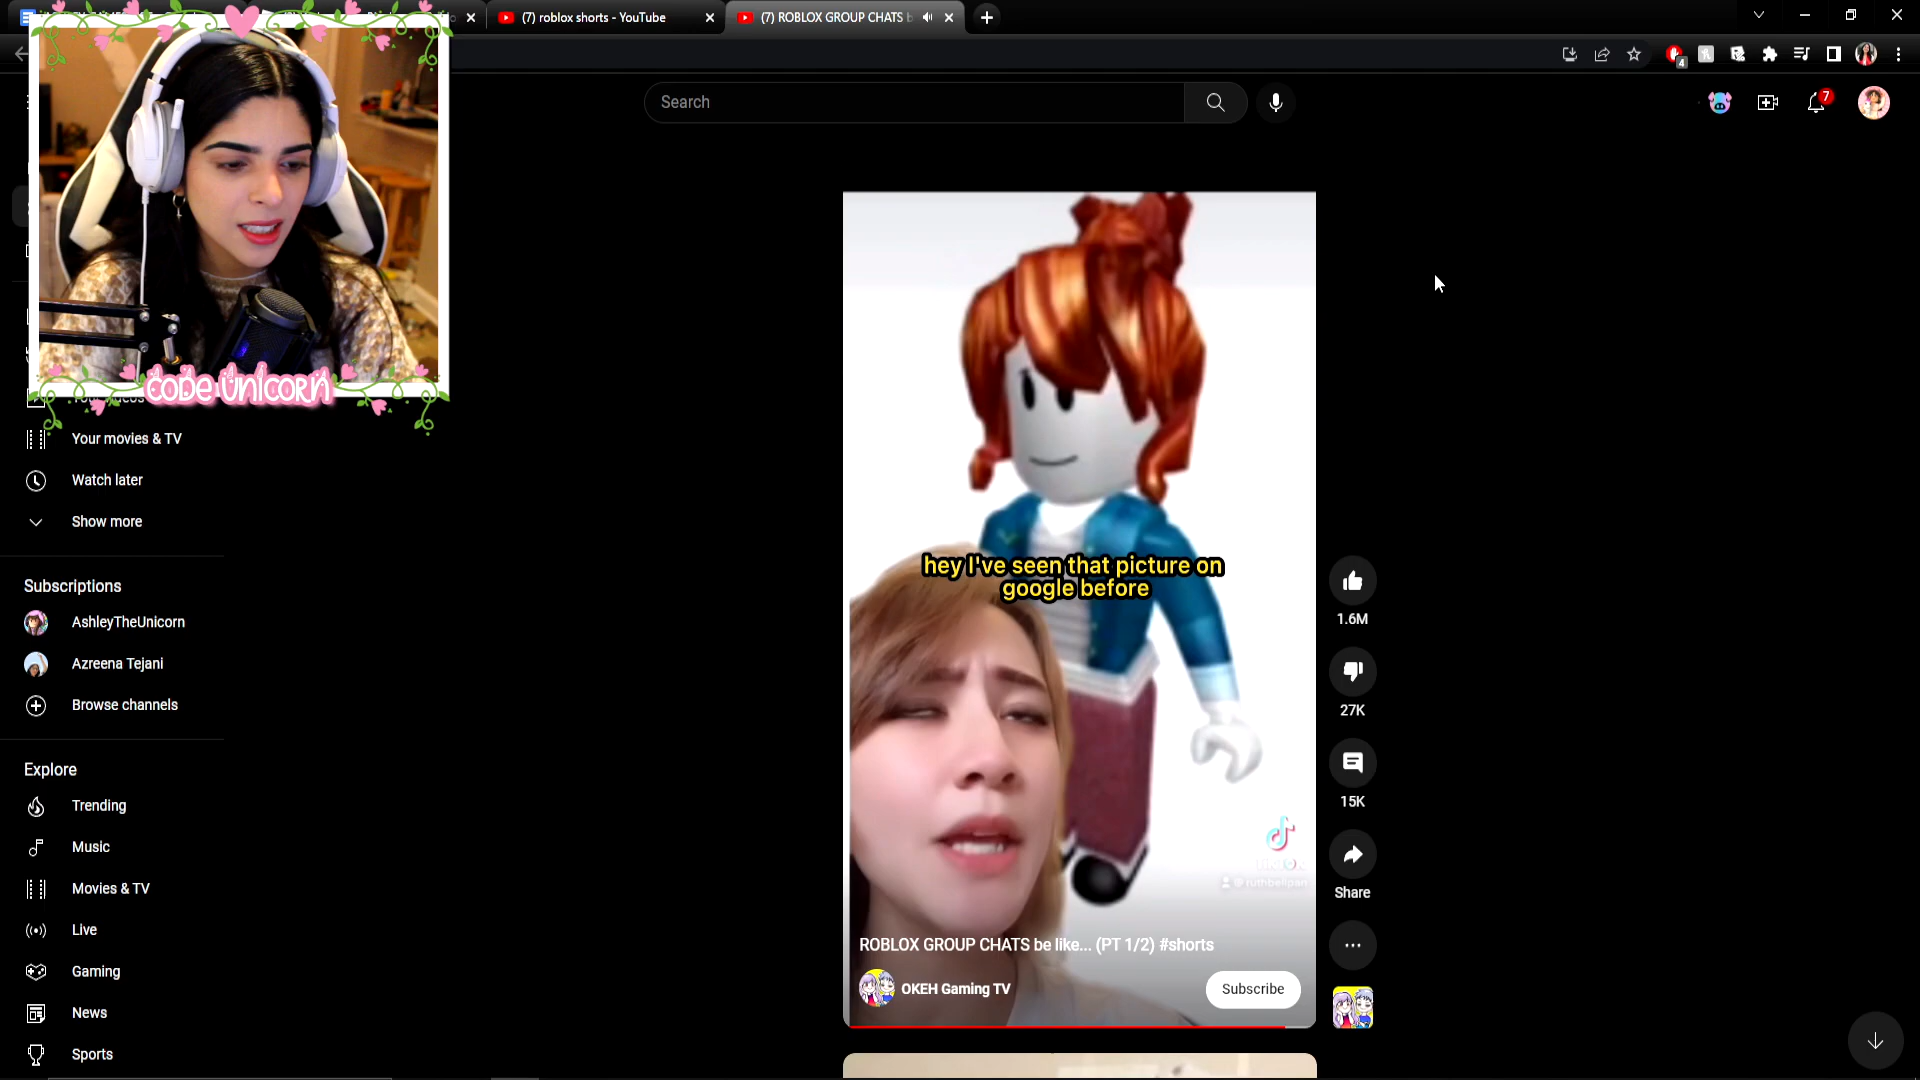 (7) roblox shorts - YouTube
(7) ROBLOX GROUP CHATS b
4
Search
7
CODE UNICORN
Your movies & TV
Watch later
Show more
Subscriptions
AshleyTheUnicorn
Azreena Tejani
Browse channels
Explore
Trending
Music
Movies & TV
Live
Gaming
News
Sports
hey I've seen that picture on
google before
ROBLOX GROUP CHATS be like... (PT 1/2) #shorts
OKEH Gaming TV
Subscribe
1.6M
27K
15K
Share